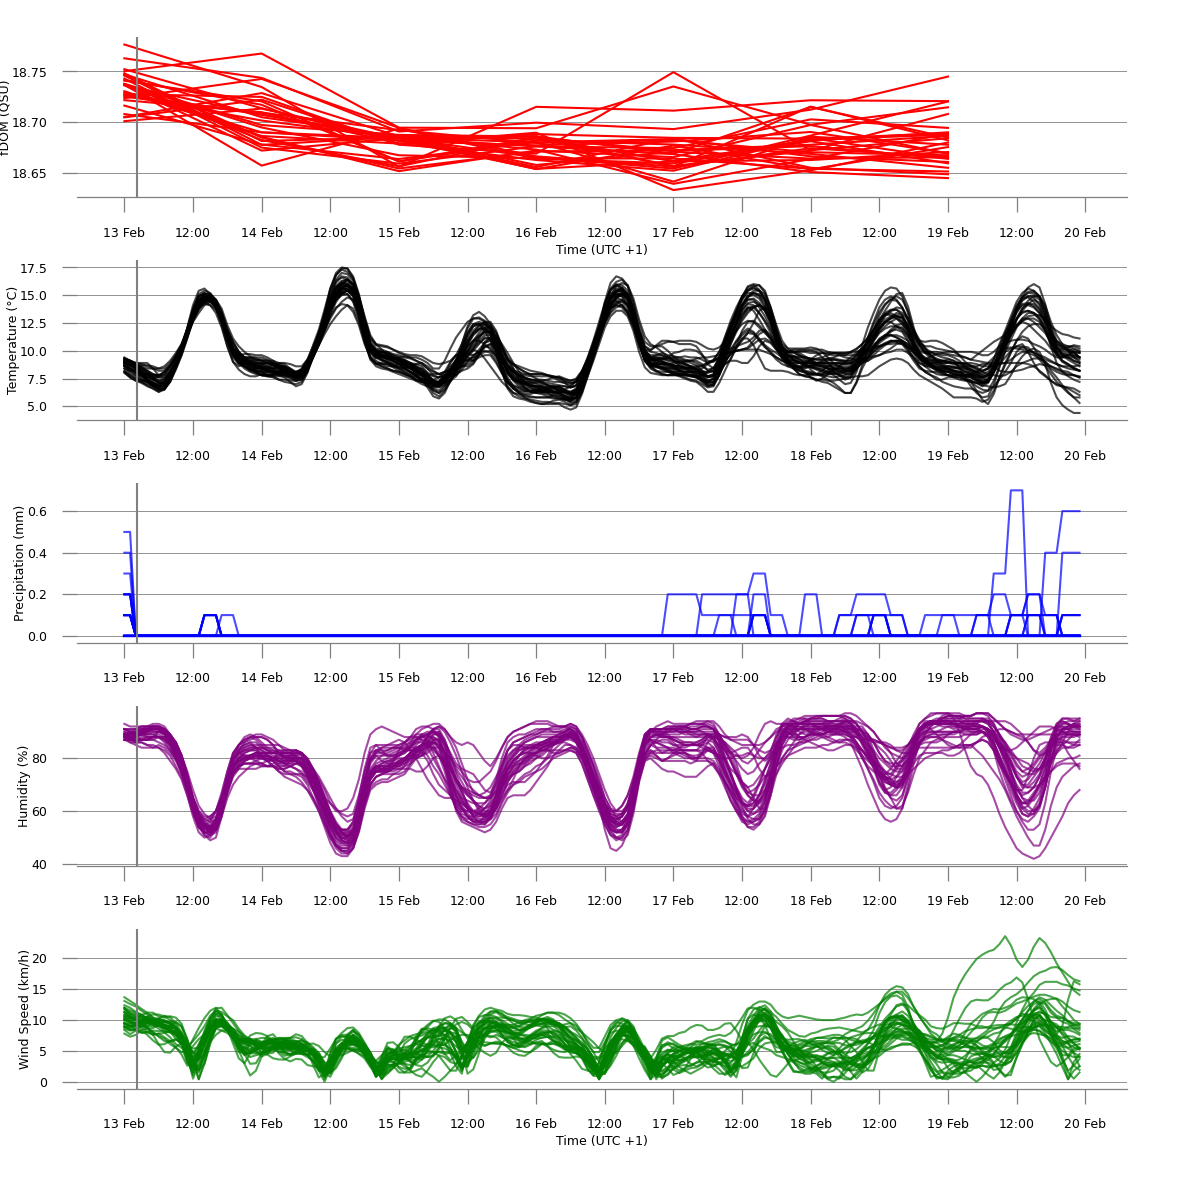 fDOM (QSU)
18.75
18.70
18.65
13 Feb 12:00 14 Feb 12:00 15 Feb 12:00 16 Feb 12:00 17 Feb 12:00 18 Feb 12:00 19 Feb 12:00 20 Feb
Time (UTC +1)
Temperature (°C)
17.5
15.0
12.5
10.0
7.5
5.0
13 Feb 12:00 14 Feb 12:00 15 Feb 12:00 16 Feb 12:00 17 Feb 12:00 18 Feb 12:00 19 Feb 12:00 20 Feb
Precipitation (mm)
0.6
0.4
0.2
0.0
13 Feb 12:00 14 Feb 12:00 15 Feb 12:00 16 Feb 12:00 17 Feb 12:00 18 Feb 12:00 19 Feb 12:00 20 Feb
Humidity (%)
80
60
40
13 Feb 12:00 14 Feb 12:00 15 Feb 12:00 16 Feb 12:00 17 Feb 12:00 18 Feb 12:00 19 Feb 12:00 20 Feb
Wind Speed (km/h)
20
15
10
5
0
13 Feb 12:00 14 Feb 12:00 15 Feb 12:00 16 Feb 12:00 17 Feb 12:00 18 Feb 12:00 19 Feb 12:00 20 Feb
Time (UTC +1)